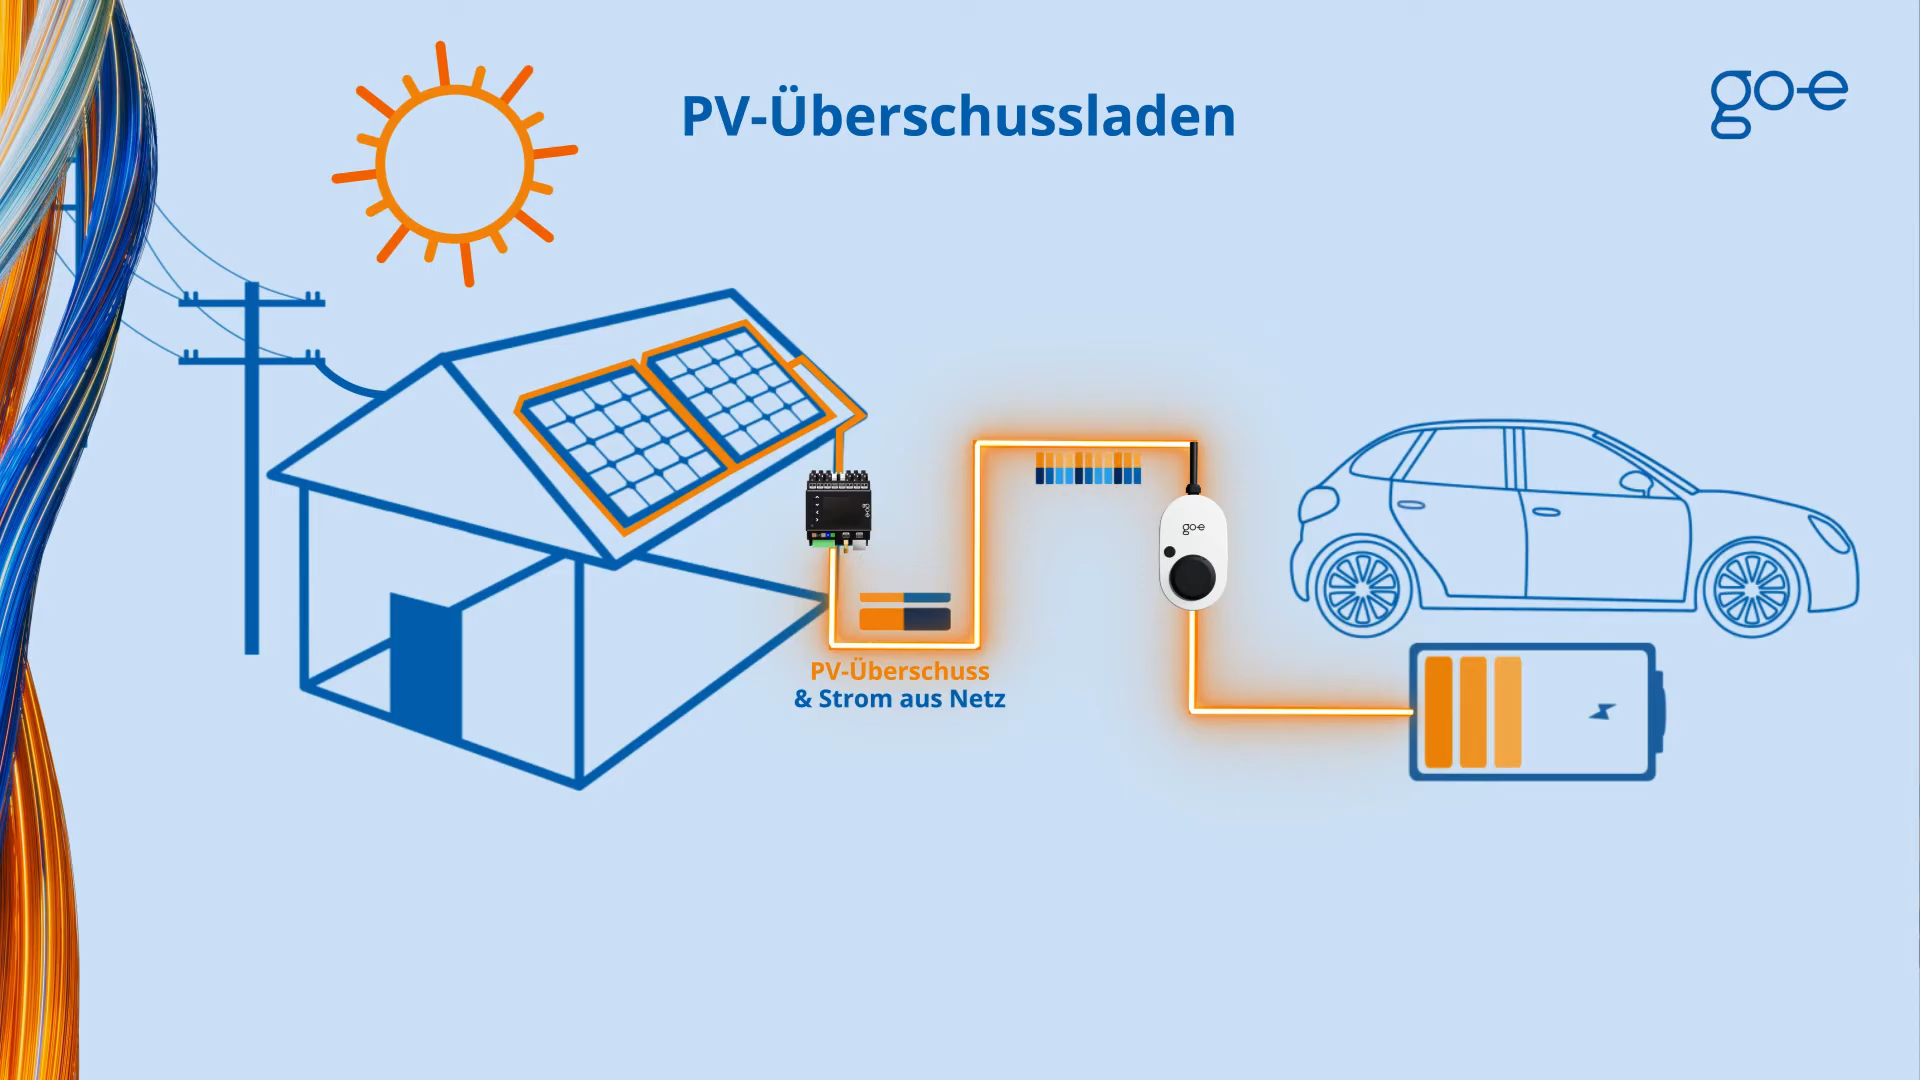 PV-Überschussladen
go-e
go-e
PV-Überschuss
& Strom aus Netz